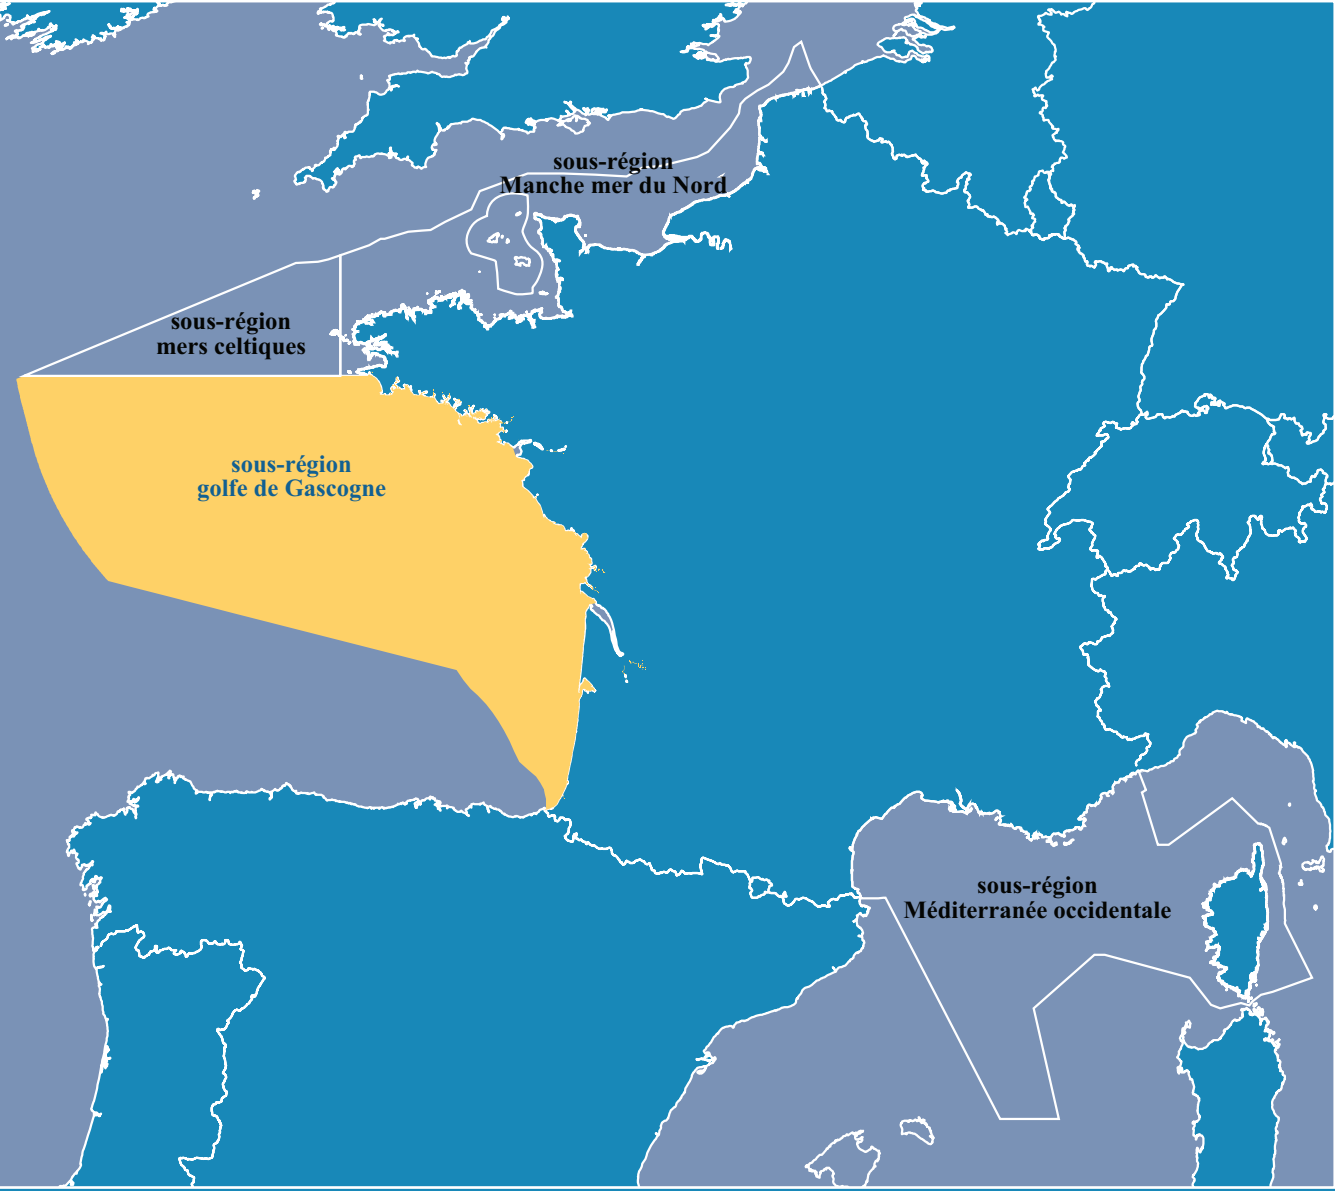 sous-région
Manche mer du Nord
sous-région
mers celtiques
sous-région
golfe de Gascogne
sous-région
Méditerranée occidentale